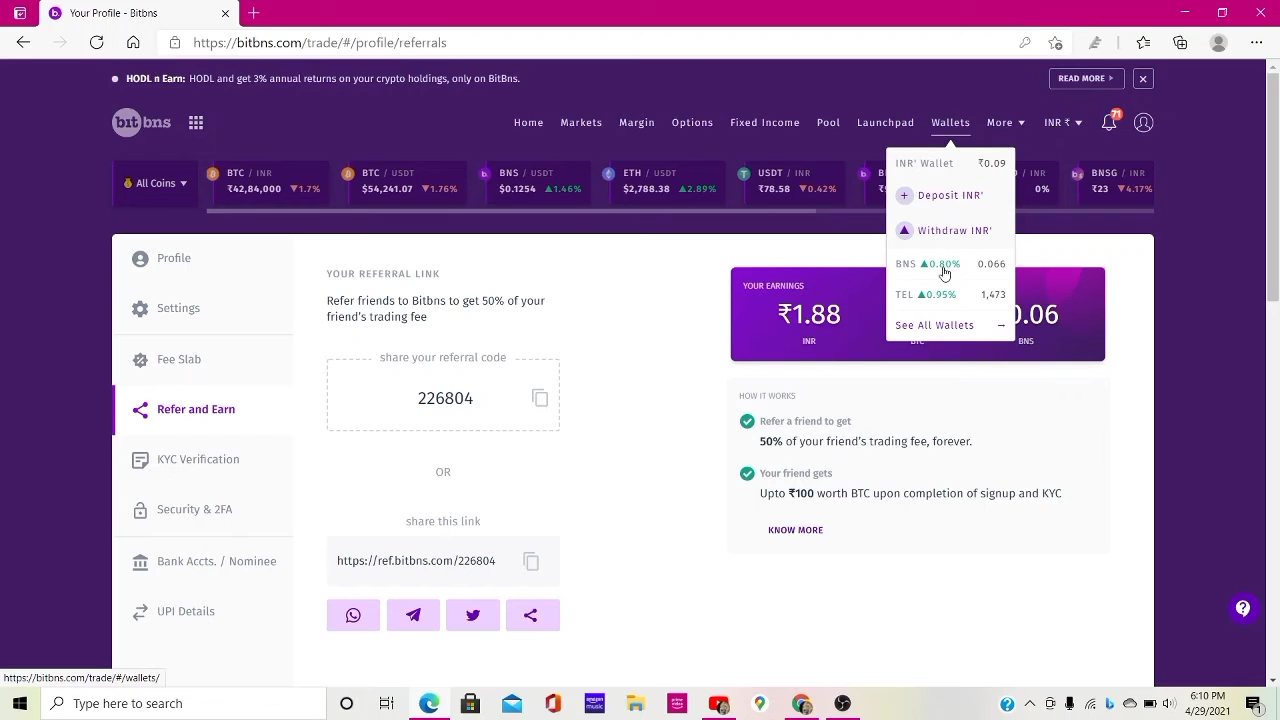 Your Profile - Bitbns
https://bitbns.com/trade/#/profile/referrals
HODL n Earn: HODL and get 3% annual returns on your crypto holdings, only on BitBns.
READ MORE
bitbns
Home Markets Margin Options Fixed Income Pool Launchpad Wallets More INR ₹ 71
All Coins
BTC / INR
₹42,84,000 ▼1.7%
BTC / USDT
$54,241.07 ▼1.76%
BNS / USDT
$0.1254 ▲1.46%
ETH / USDT
$2,788.38 ▲2.89%
USDT / INR
₹78.58 ▼0.42%
/ INR
0%
BNSG / INR
₹23 ▼4.17%
INR' Wallet ₹0.09
Deposit INR'
Withdraw INR'
BNS ▲0.80% 0.066
TEL ▲0.95% 1,473
See All Wallets →
Profile
Settings
Fee Slab
Refer and Earn
KYC Verification
Security & 2FA
Bank Accts. / Nominee
UPI Details
YOUR REFERRAL LINK
Refer friends to Bitbns to get 50% of your
friend's trading fee
share your referral code
226804
OR
share this link
https://ref.bitbns.com/226804
YOUR EARNINGS
₹1.88
INR
BTC
0.06
BNS
HOW IT WORKS
Refer a friend to get
50% of your friend's trading fee, forever.
Your friend gets
Upto ₹100 worth BTC upon completion of signup and KYC
KNOW MORE
https://bitbns.com/trade/#/wallets/
Type here to search
amazon music
prime video
6:10 PM
4/29/2021
1